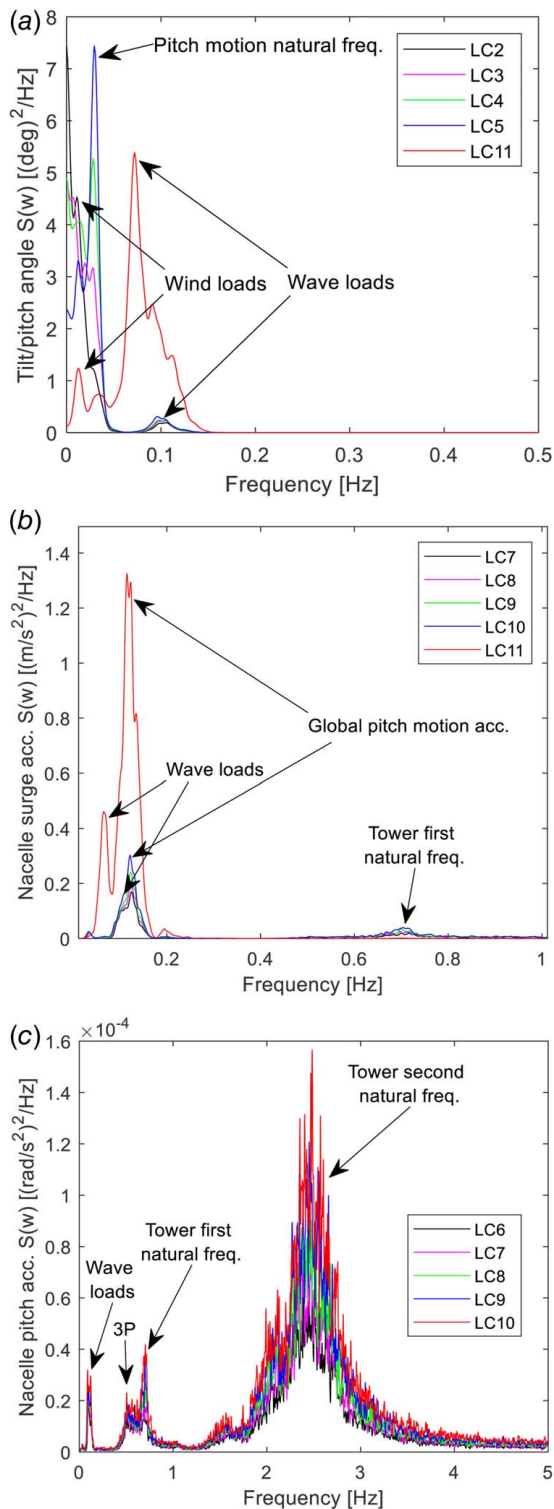 (a)
Tilt/pitch angle S(w) [(deg)^2/Hz]
8
7
6
5
4
3
2
1
0
Pitch motion natural freq.
LC2
LC3
LC4
LC5
LC11
Wind loads
Wave loads
0 0.1 0.2 0.3 0.4 0.5
Frequency [Hz]
(b)
Nacelle surge acc. S(w) [(m/s^2)^2/Hz]
1.4
1.2
1
0.8
0.6
0.4
0.2
0
LC7
LC8
LC9
LC10
LC11
Global pitch motion acc.
Wave loads
Tower first
natural freq.
0.2 0.4 0.6 0.8 1
Frequency [Hz]
(c)
×10^-4
Nacelle pitch acc. S(w) [(rad/s^2)^2/Hz]
1.6
1.4
1.2
1
0.8
0.6
0.4
0.2
0
Tower second
natural freq.
Tower first
natural freq.
Wave
loads
3P
LC6
LC7
LC8
LC9
LC10
0 1 2 3 4 5
Frequency [Hz]